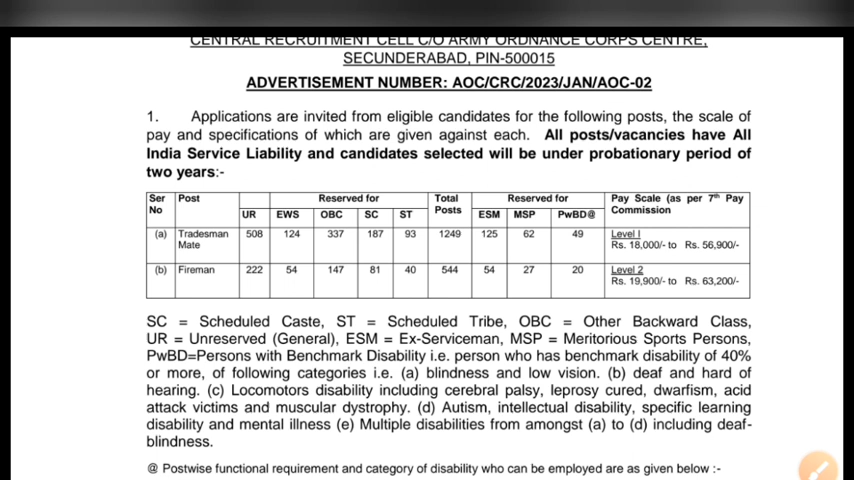 CENTRAL RECRUITMENT CELL C/O ARMY ORDNANCE CORPS CENTRE,
SECUNDERABAD, PIN-500015
ADVERTISEMENT NUMBER: AOC/CRC/2023/JAN/AOC-02
1. Applications are invited from eligible candidates for the following posts, the scale of
pay and specifications of which are given against each. All posts/vacancies have All
India Service Liability and candidates selected will be under probationary period of
two years:-
Ser Post Reserved for Total Reserved for Pay Scale (as per 7th Pay
No UR EWS OBC SC ST Posts ESM MSP PwBD@ Commission
(a) Tradesman 508 124 337 187 93 1249 125 62 49 Level I
Mate Rs. 18,000/- to Rs. 56,900/-
(b) Fireman 222 54 147 81 40 544 54 27 20 Level 2
Rs. 19,900/- to Rs. 63,200/-
SC = Scheduled Caste, ST = Scheduled Tribe, OBC = Other Backward Class,
UR = Unreserved (General), ESM = Ex-Serviceman, MSP = Meritorious Sports Persons,
PwBD=Persons with Benchmark Disability i.e. person who has benchmark disability of 40%
or more, of following categories i.e. (a) blindness and low vision. (b) deaf and hard of
hearing. (c) Locomotors disability including cerebral palsy, leprosy cured, dwarfism, acid
attack victims and muscular dystrophy. (d) Autism, intellectual disability, specific learning
disability and mental illness (e) Multiple disabilities from amongst (a) to (d) including deaf-
blindness.
@ Postwise functional requirement and category of disability who can be employed are as given below :-